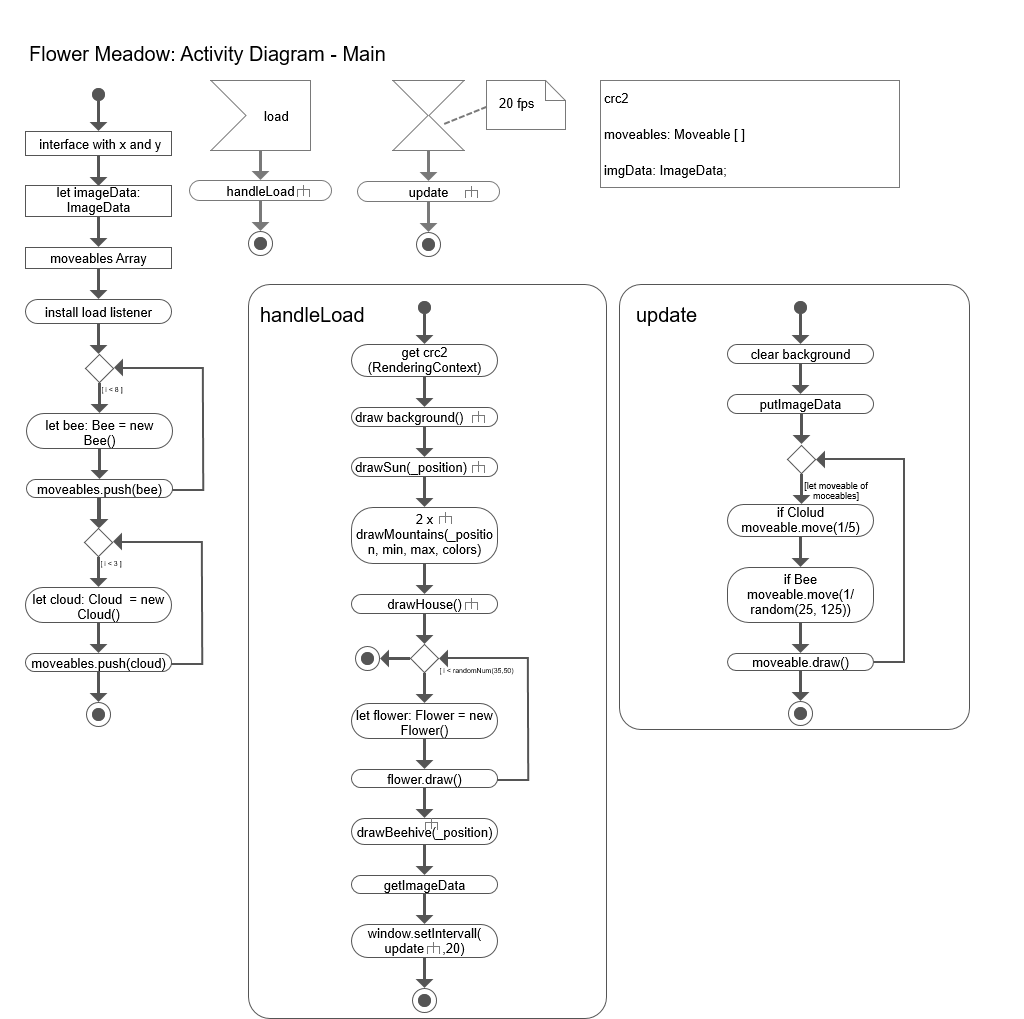 Flower Meadow: Activity Diagram - Main
interface with x and y
let imageData:
ImageData
moveables Array
install load listener
[ i < 8 ]
let bee: Bee = new
Bee()
moveables.push(bee)
[ i < 3 ]
let cloud: Cloud = new
Cloud()
moveables.push(cloud)
load
handleLoad
20 fps
update
crc2
moveables: Moveable [ ]
imgData: ImageData;
handleLoad
get crc2
(RenderingContext)
draw background()
drawSun(_position)
2 x
drawMountains(_positio
n, min, max, colors)
drawHouse()
[ i < randomNum(35,50)
let flower: Flower = new
Flower()
flower.draw()
drawBeehive(_position)
getImageData
window.setIntervall(
update ,20)
update
clear background
putImageData
[let moveable of
moceables]
if Clolud
moveable.move(1/5)
if Bee
moveable.move(1/
random(25, 125))
moveable.draw()